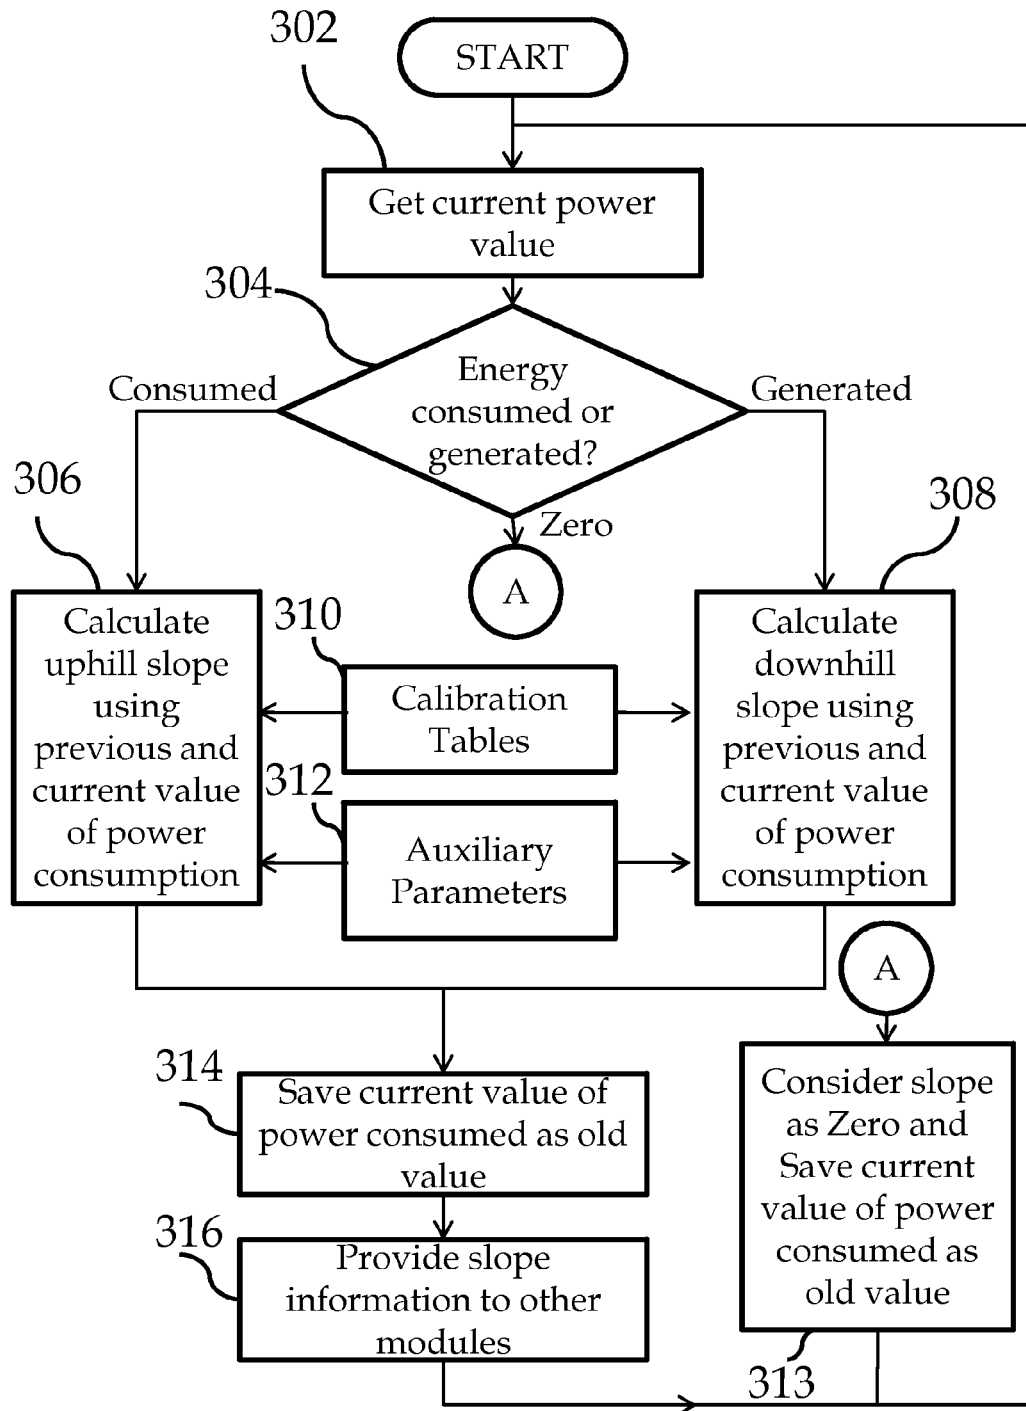 302
START
Get current power
value
304
Energy
consumed or
generated?
Consumed
Generated
Zero
A
306
Calculate
uphill slope
using
previous and
current value
of power
consumption
308
Calculate
downhill
slope using
previous and
current value
of power
consumption
310
Calibration
Tables
312
Auxiliary
Parameters
A
314
Save current value of
power consumed as old
value
Consider slope
as Zero and
Save current
value of power
consumed as
old value
313
316
Provide slope
information to other
modules